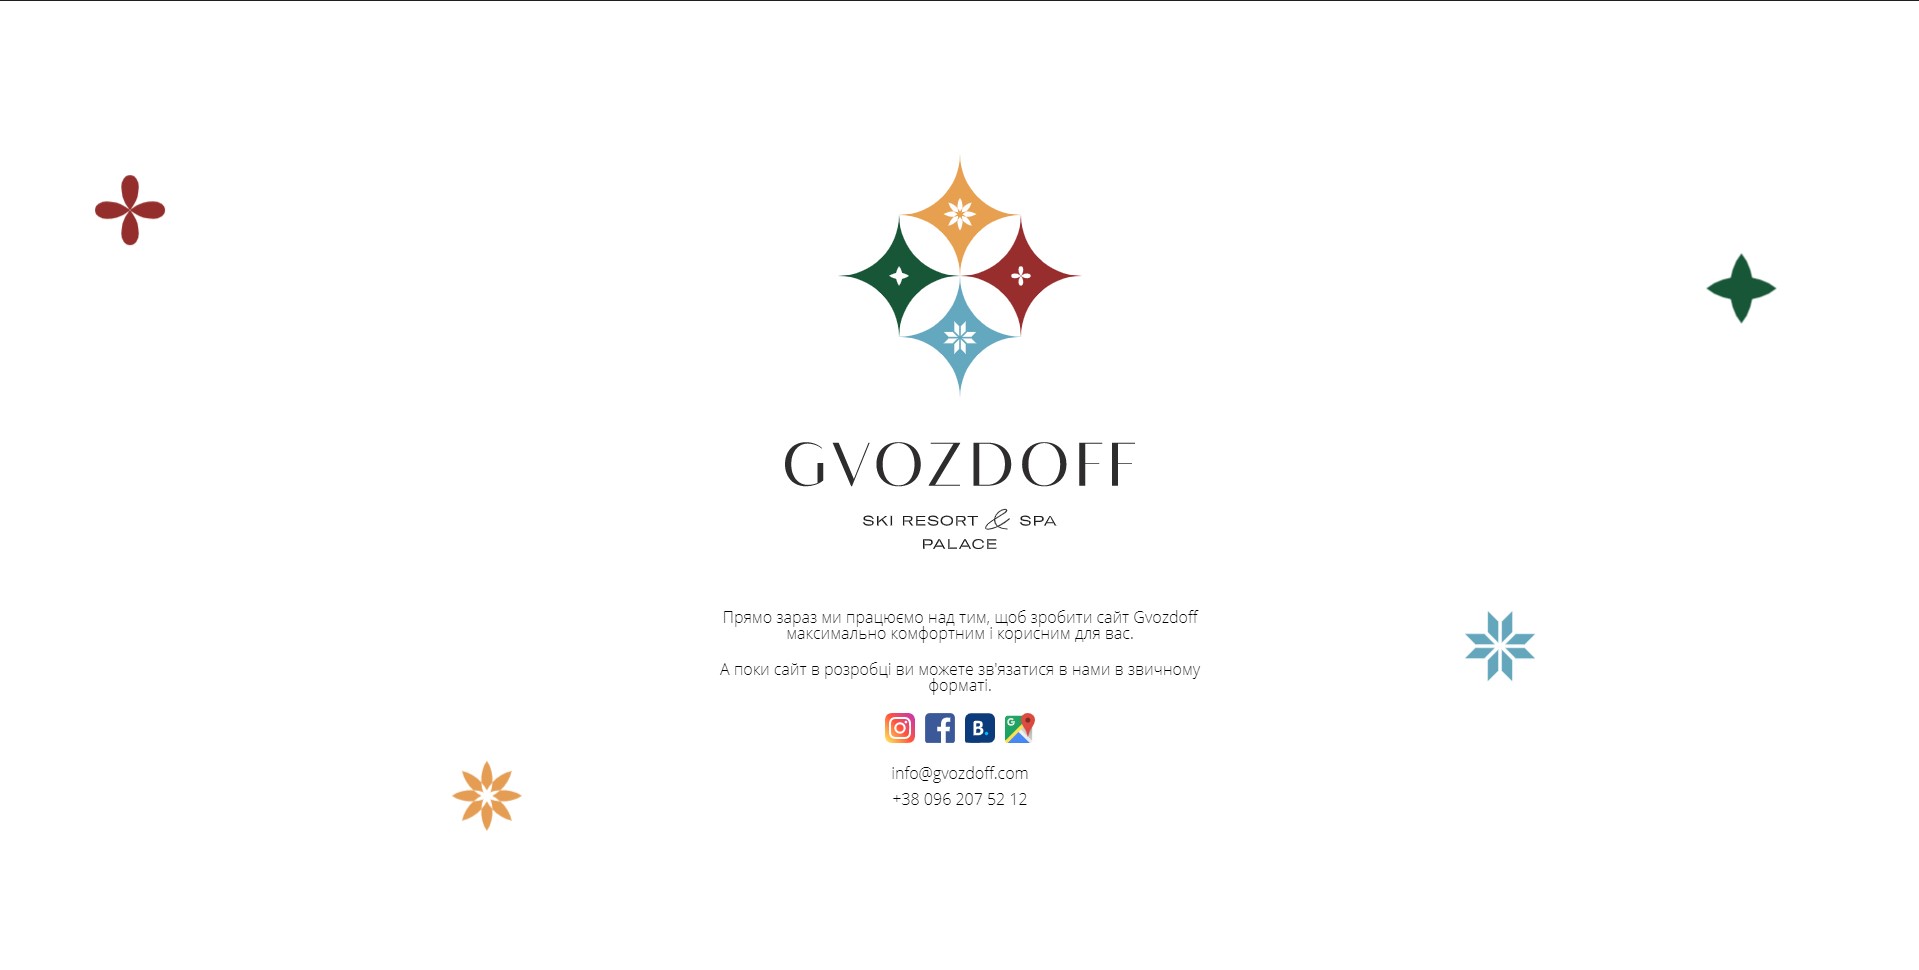 GVOZDOFF
SKI RESORT & SPA
PALACE
Прямо зараз ми працюємо над тим, щоб зробити сайт Gvozdoff
максимально комфортним і корисним для вас.
А поки сайт в розробці ви можете зв'язатися в нами в звичному
форматі.
B.
G
info@gvozdoff.com
+38 096 207 52 12